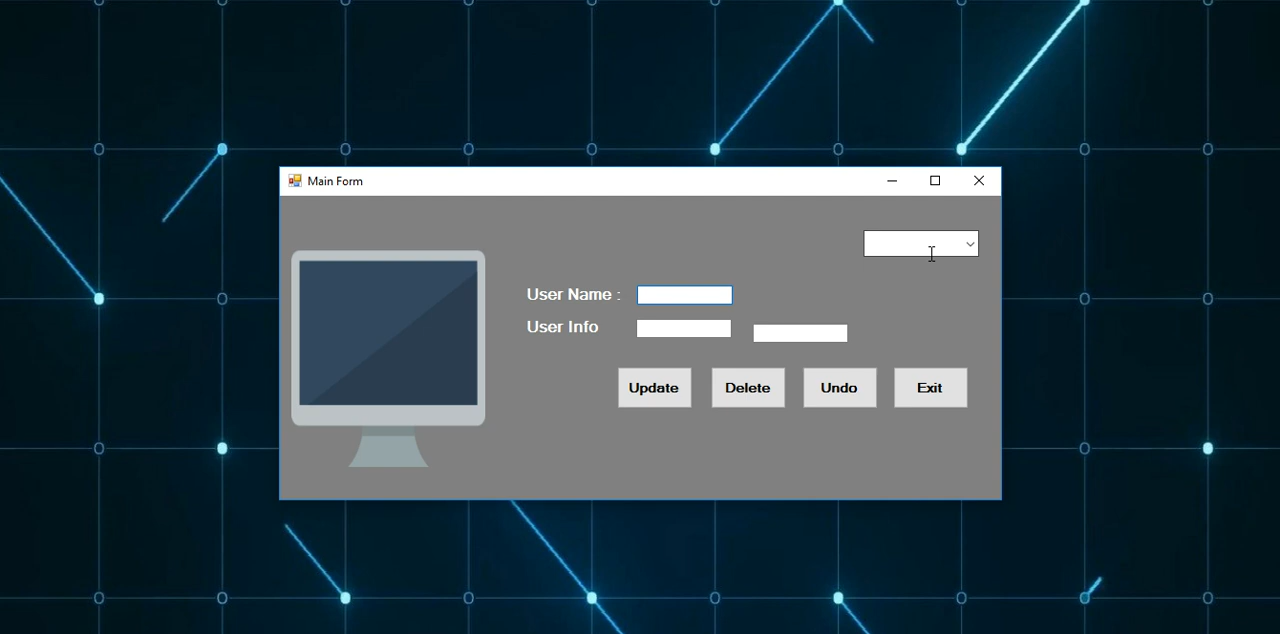 Main Form
User Name :
User Info
Update Delete Undo Exit